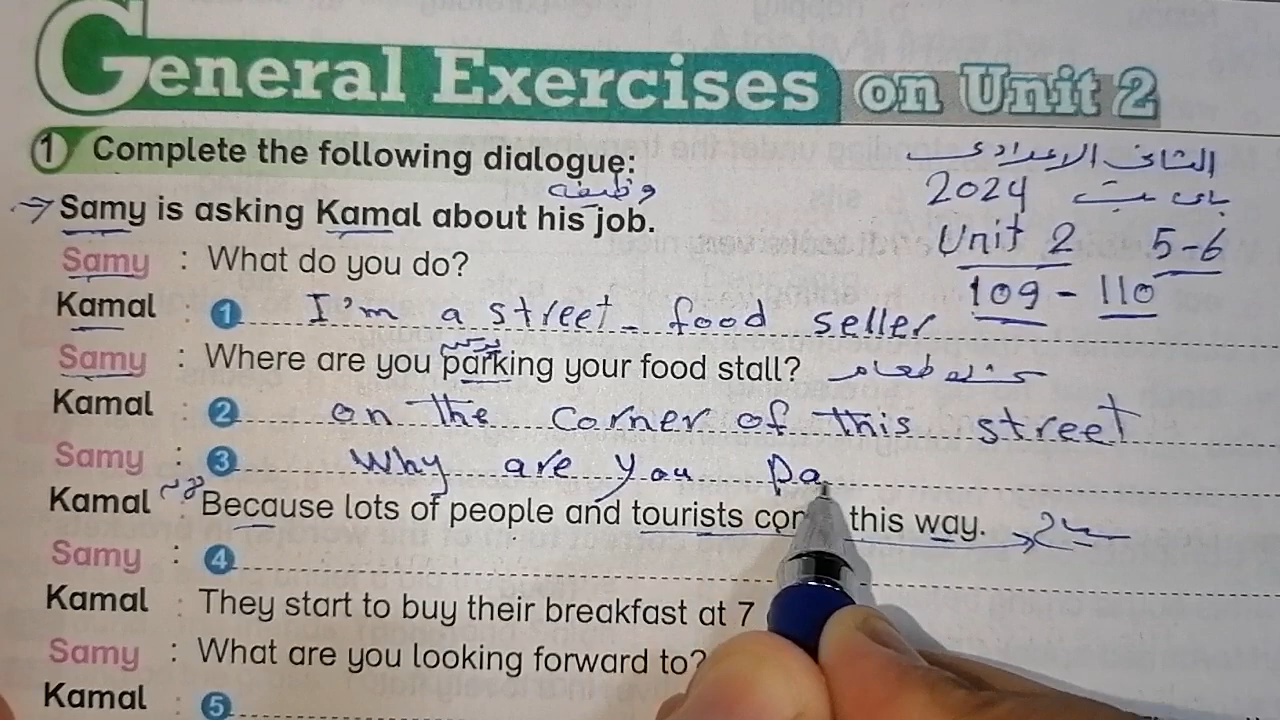 General Exercises on Unit 2
1 Complete the following dialogue:
الثانى الاعدادى
وظيفة
2024
Samy is asking Kamal about his job.
Unit 2 5-6
Samy : What do you do?
109 - 110
Kamal : 1 I'm a street-food seller
Samy : Where are you parking your food stall?
Kamal : 2 on the corner of this street
Samy : 3 Why are you pa
Kamal : Because lots of people and tourists this way.
Samy : 4
Kamal : They start to buy their breakfast at 7
Samy : What are you looking forward to?
Kamal : 5